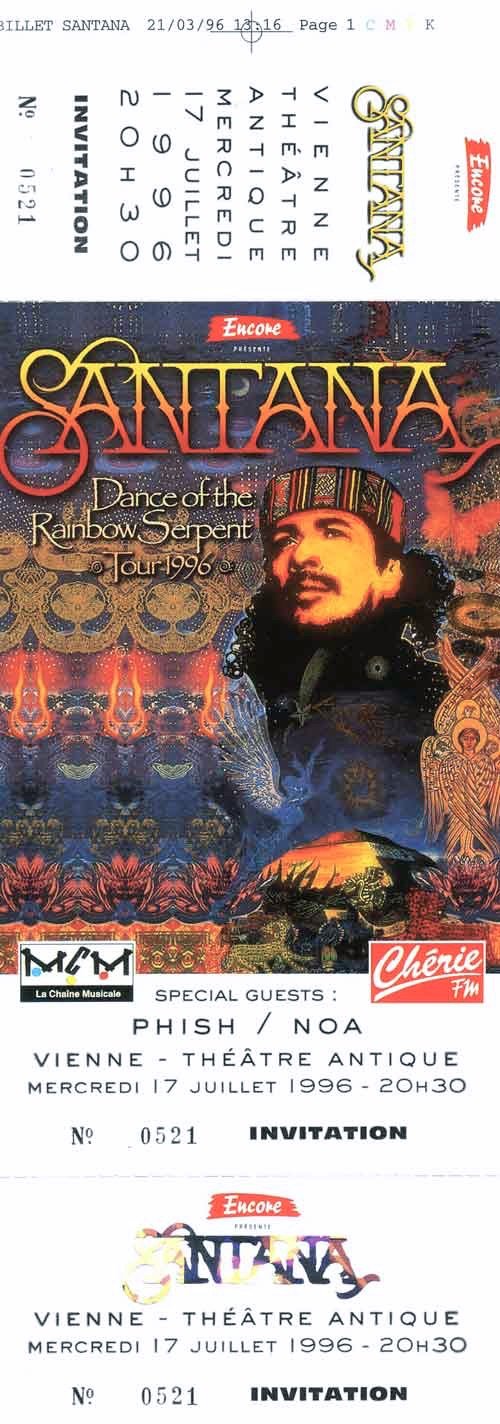 BILLET SANTANA 21/03/96 13:16 Page 1 C M Y K
Encore
PRÉSENTE
SANTANA
VIENNE
THÉÂTRE
ANTIQUE
MERCREDI
17 JUILLET
1996
20H30
INVITATION
Nº 0521
Encore
PRÉSENTE
SANTANA
Dance of the
Rainbow Serpent
Tour 1996
MCM
La Chaîne Musicale
Chérie
FM
SPECIAL GUESTS :
PHISH / NOA
VIENNE - THÉÂTRE ANTIQUE
MERCREDI 17 JUILLET 1996 - 20H30
Nº 0521 INVITATION
Encore
PRÉSENTE
SANTANA
VIENNE - THÉÂTRE ANTIQUE
MERCREDI 17 JUILLET 1996 - 20H30
Nº 0521 INVITATION